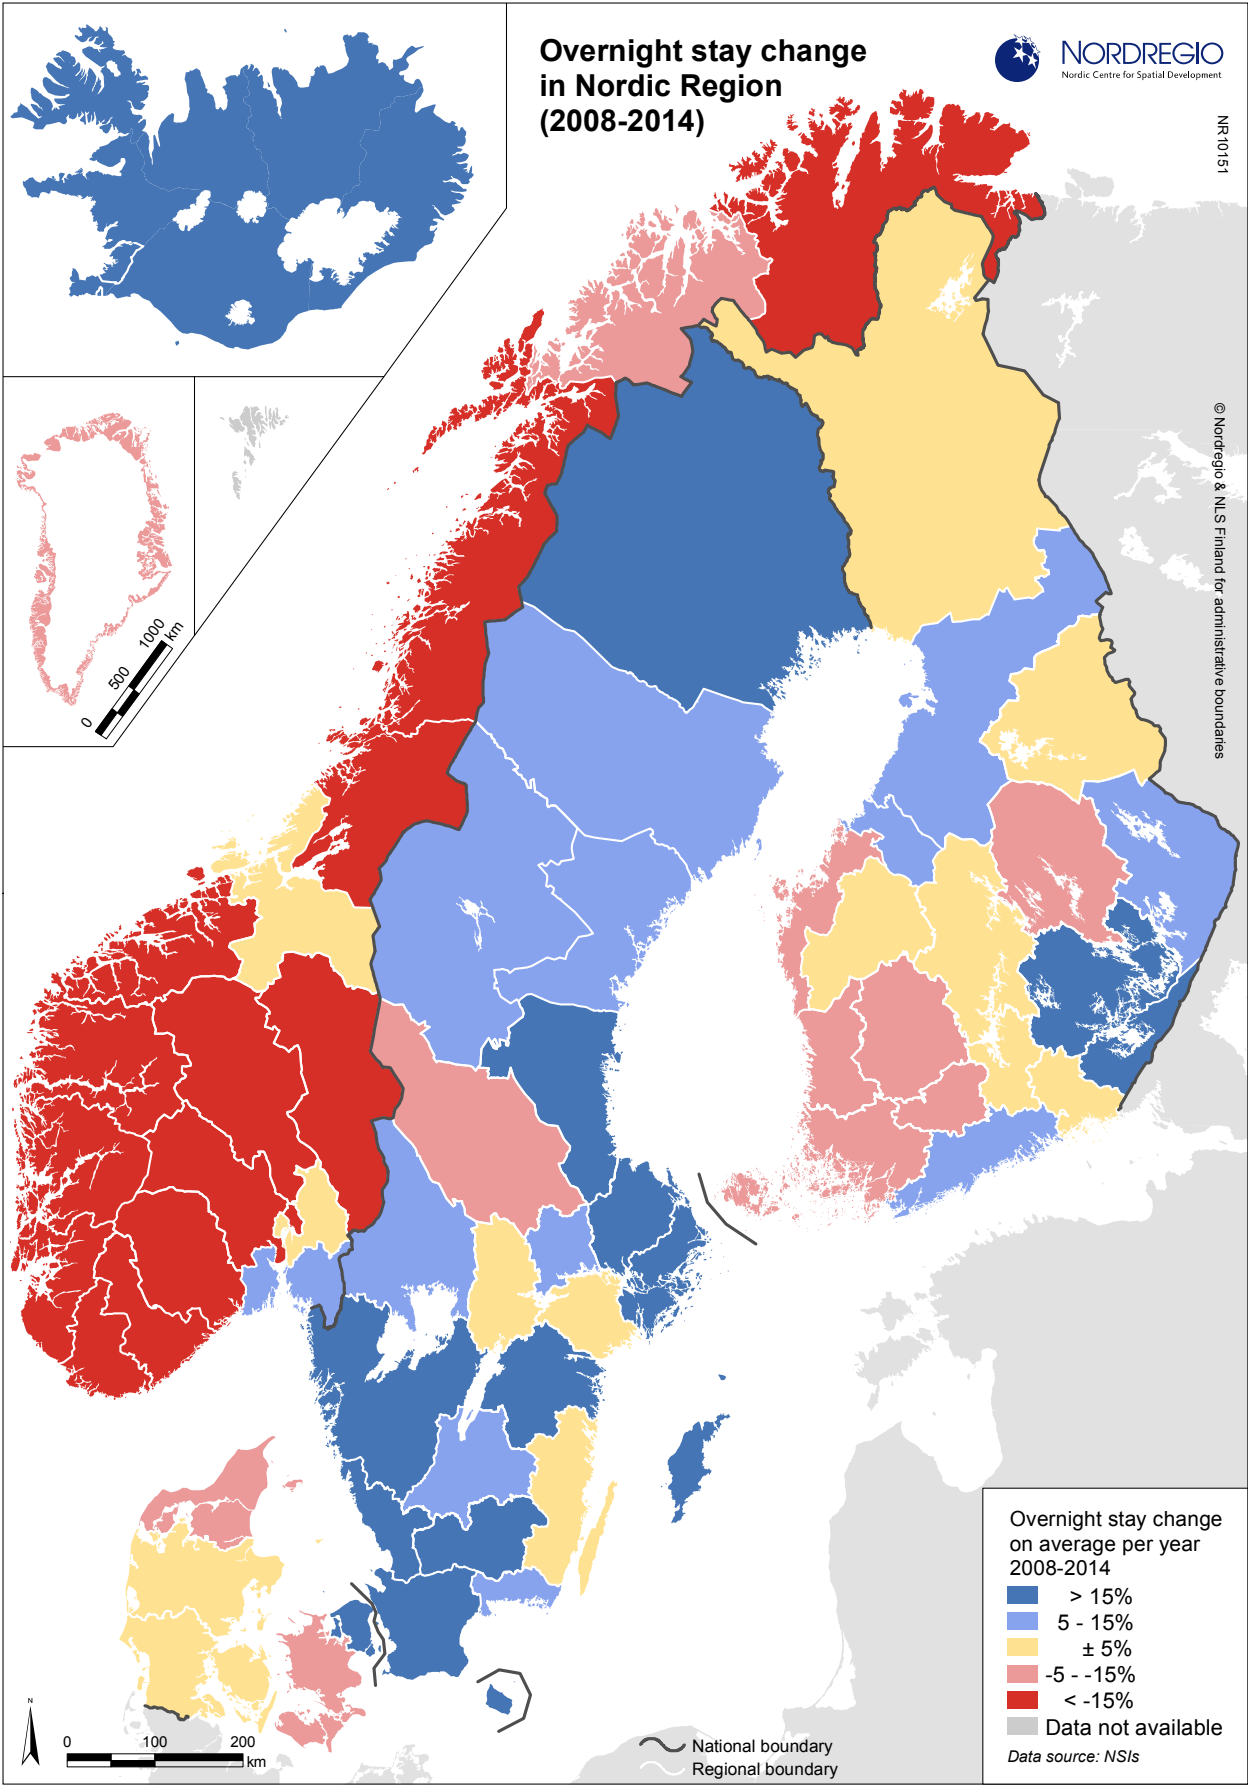 Overnight stay change
in Nordic Region
(2008-2014)
NORDREGIO
Nordic Centre for Spatial Development
NR10151
© Nordregio & NLS Finland for administrative boundaries
0 500 1000
km
Overnight stay change
on average per year
2008-2014
> 15%
5 - 15%
± 5%
-5 - -15%
< -15%
Data not available
Data source: NSIs
N
0 100 200
km
National boundary
Regional boundary